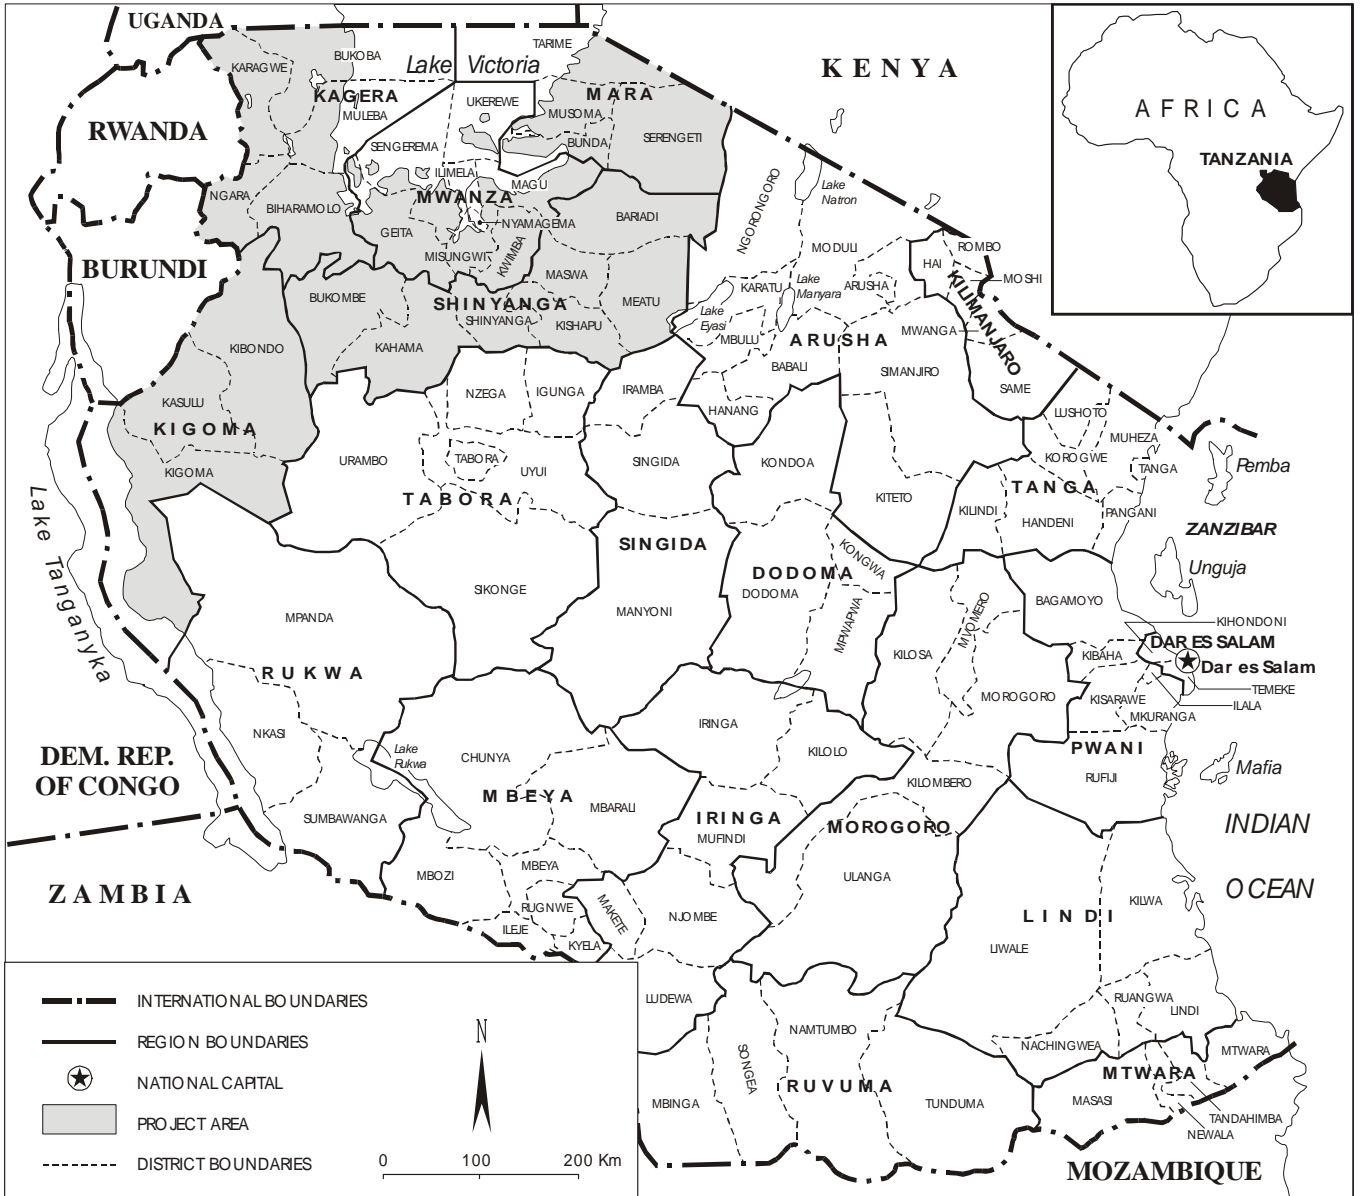 UGANDA
TARIME
BUKOBA
KARAGWE
Lake Victoria
KENYA
AFRICA
TANZANIA
KAGERA
MULEBA
UKEREWE
MARA
MUSOMA
RWANDA
SENGEREMA
BUNDA
SERENGETI
ILIMELA
MAGU
NGORONGORO
Lake
Natron
NGARA
BIHARAMOLO
MWANZA
NYAMAGEMA
BARIADI
GEITA
MISUNGWI
KWIMBA
MODULI
ROMBO
HAI
MOSHI
BURUNDI
BUKOMBE
MASWA
MEATU
KARATU
Lake
Manyara
ARUSHA
KILIMANJARO
SHINYANGA
SHINYANGA
KISHAPU
Lake
Eyasi
MBULU
ARUSHA
MWANGA
KIBONDO
KAHAMA
BABALI
SIMANJIRO
SAME
NZEGA
IGUNGA
IRAMBA
HANANG
KASULU
KIGOMA
KIGOMA
LUSHOTO
MUHEZA
KOROGWE
TANGA
Pemba
URAMBO
TABORA
UYUI
SINGIDA
KONDOA
TABORA
KITETO
KILINDI
TANGA
HANDENI
PANGANI
ZANZIBAR
Lake Tanganyika
SINGIDA
DODOMA
DODOMA
KONGWA
MPWAPWA
Unguja
SIKONGE
MANYONI
MVOMERO
BAGAMOYO
KIHONDONI
MPANDA
KILOSA
KIBAHA
DAR ES SALAM
Dar es Salam
RUKWA
MOROGORO
KISARAWE
TEMEKE
ILALA
MKURANGA
NKASI
IRINGA
KILOLO
PWANI
RUFIJI
Mafia
DEM. REP.
OF CONGO
Lake
Rukwa
CHUNYA
MBEYA
MBARALI
KILOMBERO
SUMBAWANGA
IRINGA
MUFINDI
MOROGORO
INDIAN
OCEAN
ZAMBIA
MBOZI
MBEYA
ULANGA
RUGNWE
MAKETE
NJOMBE
LINDI
KILWA
ILEJE
KYELA
LIWALE
LUDEWA
RUANGWA
LINDI
NAMTUMBO
NACHINGWEA
MTWARA
SONGEA
MTWARA
RUVUMA
MBINGA
TUNDUMA
MASASI
TANDAHIMBA
NEWALA
MOZAMBIQUE
INTERNATIONAL BOUNDARIES
REGION BOUNDARIES
NATIONAL CAPITAL
PROJECT AREA
DISTRICT BOUNDARIES
N
0 100 200 Km